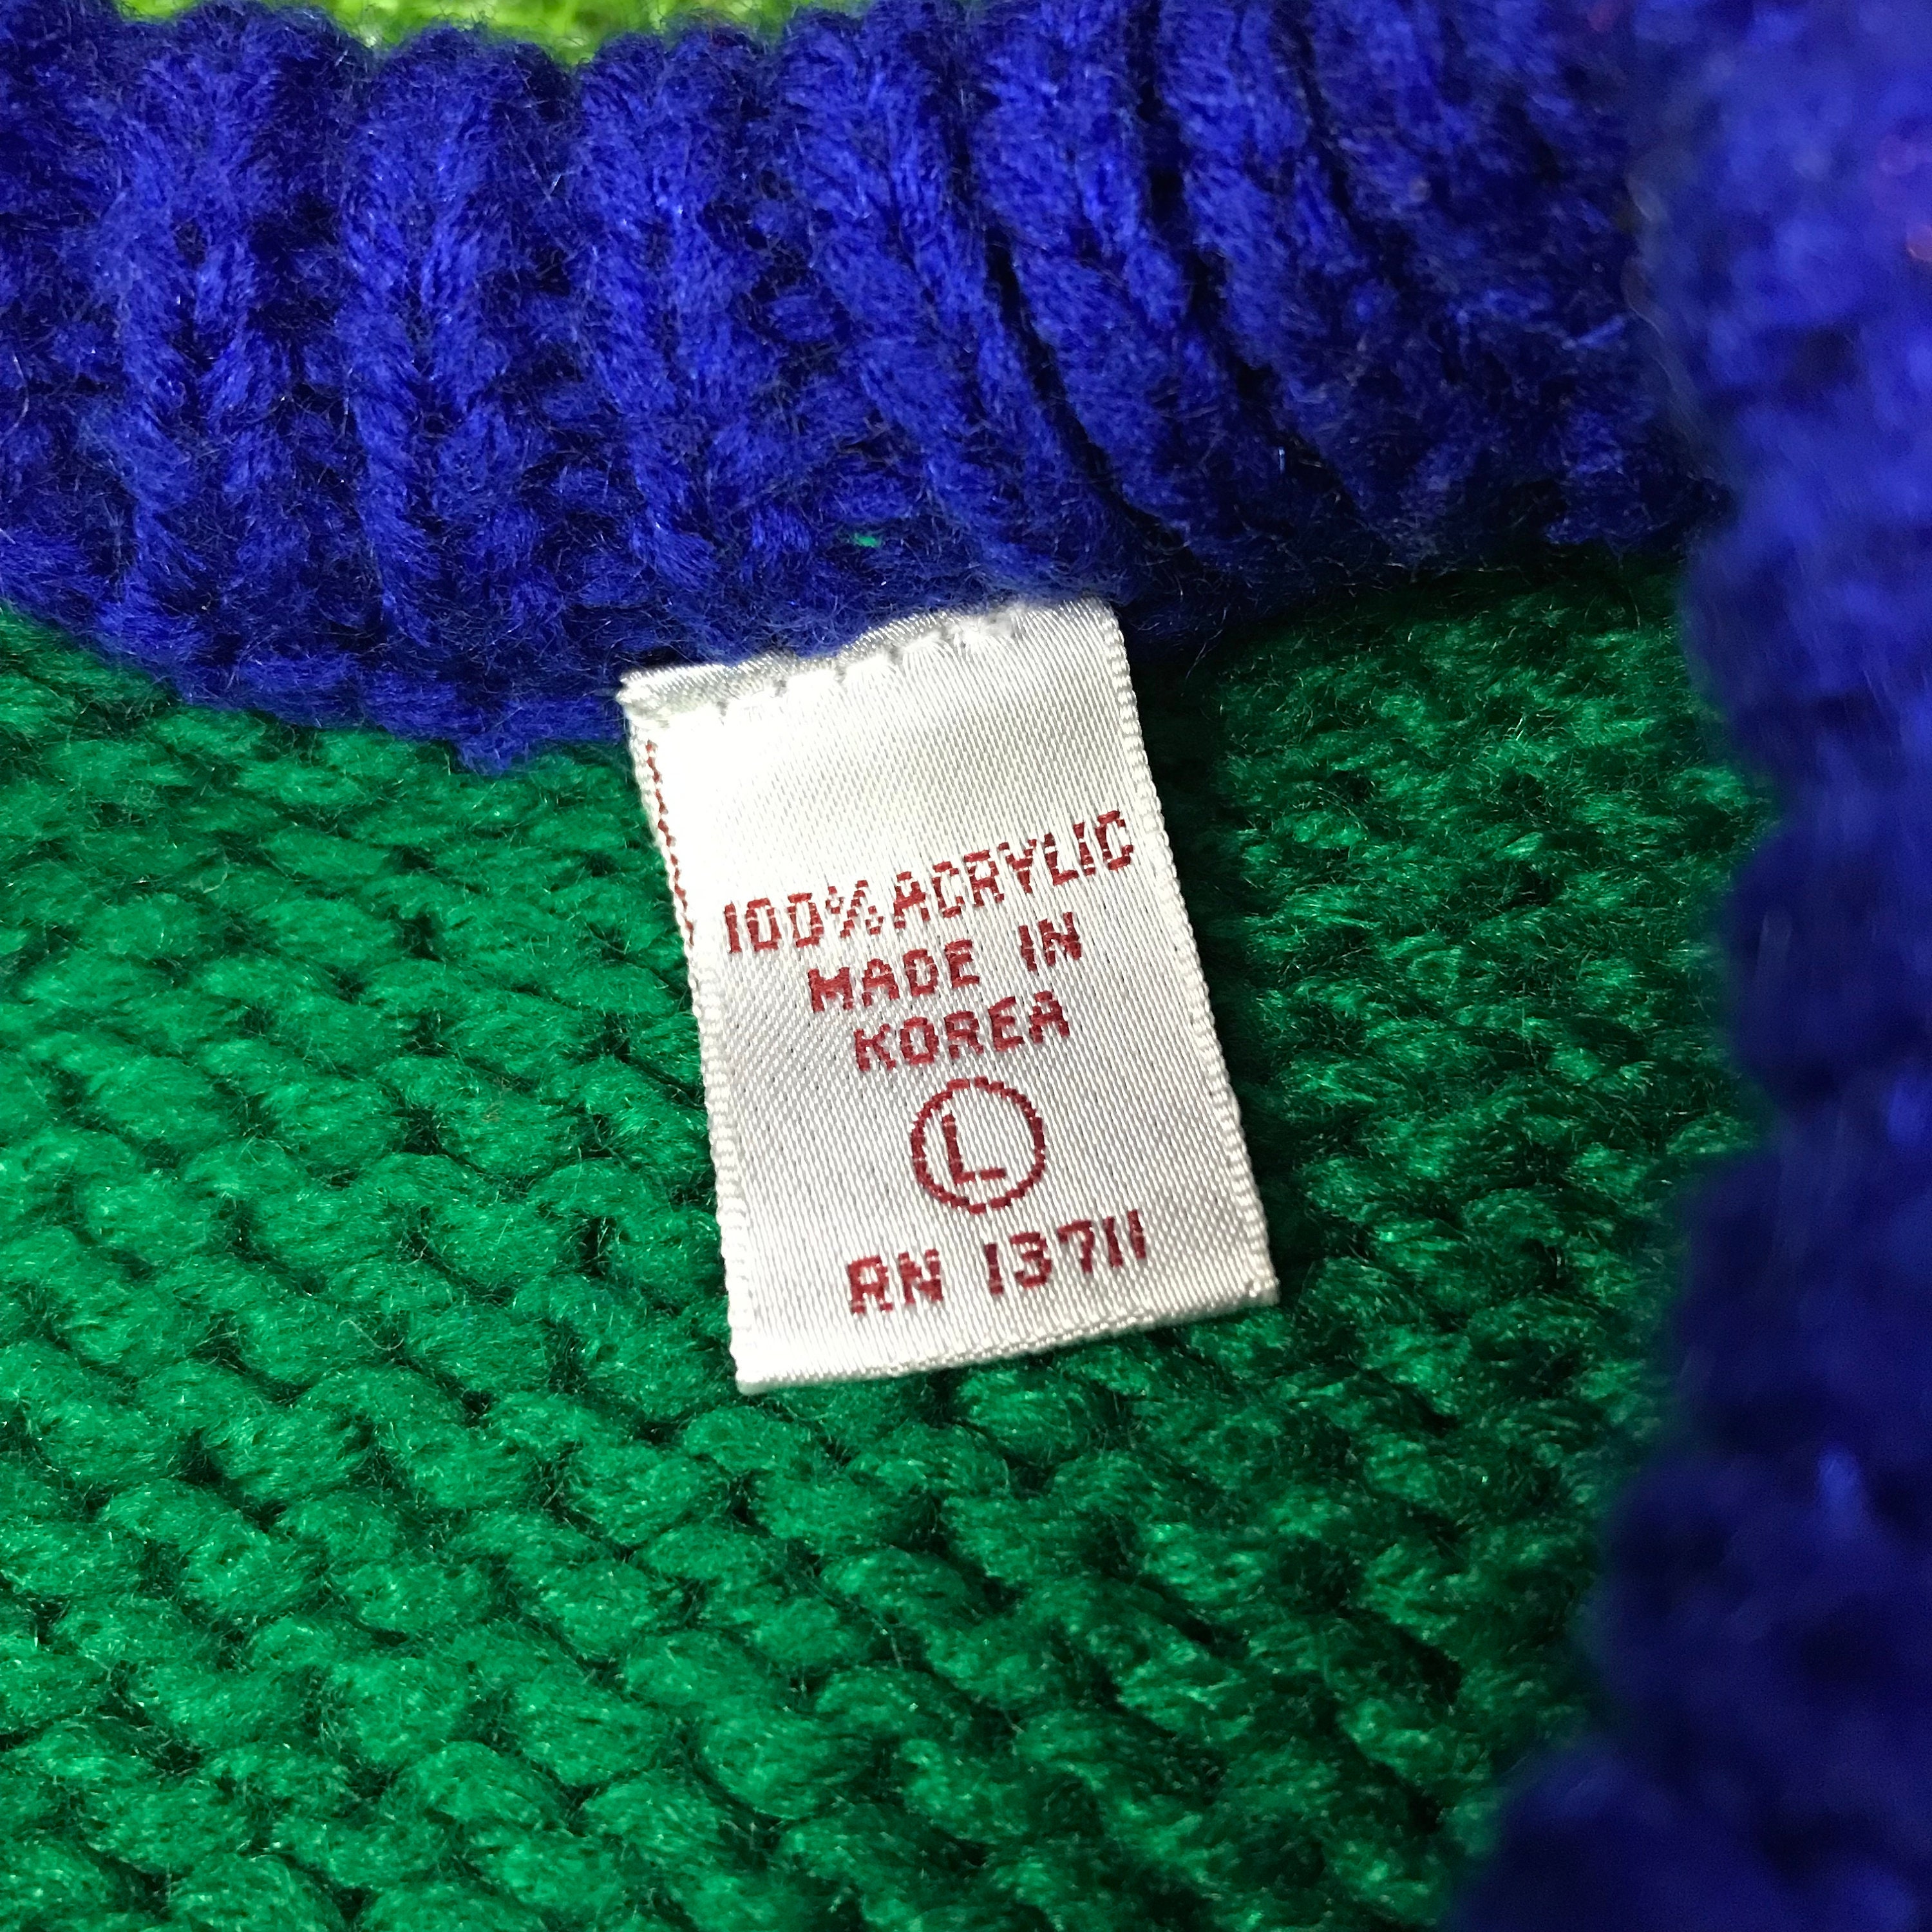 100% ACRYLIC
MADE IN
KOREA
L
RN 13711